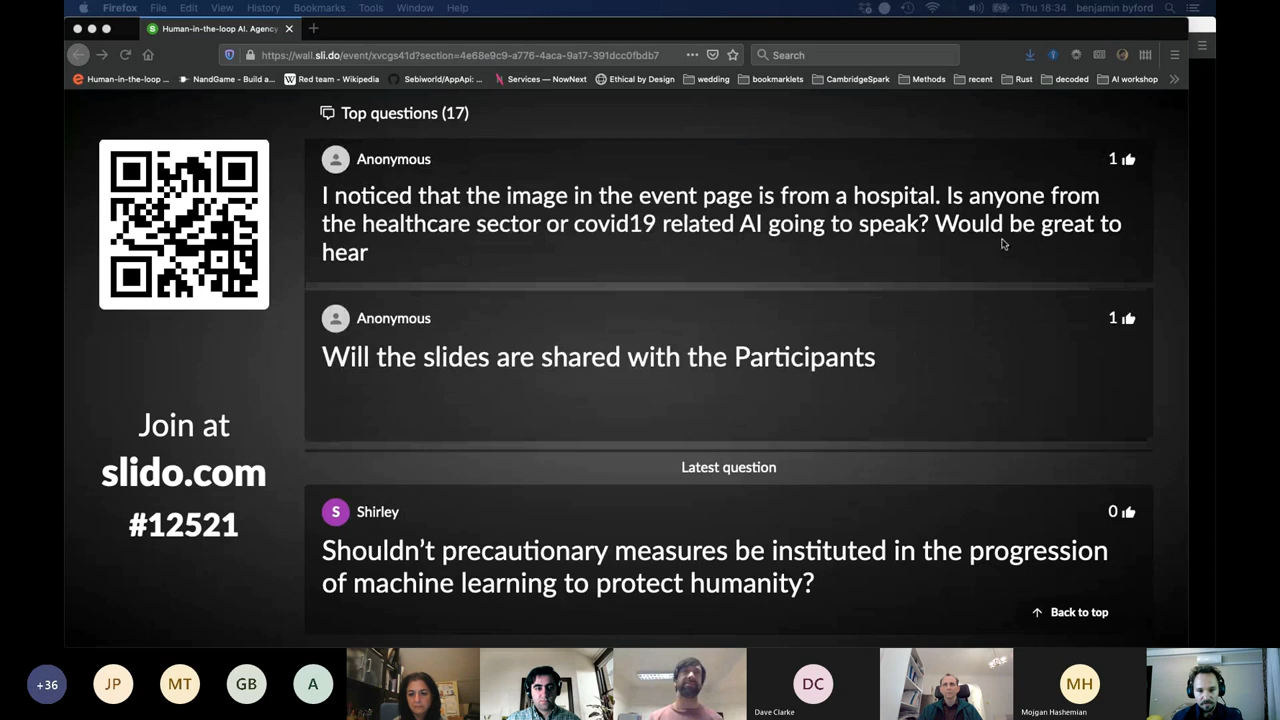 Firefox File Edit View History Bookmarks Tools Window Help Thu 18:34 benjamin byford
Human-in-the-loop AI. Agency
https://wall.sli.do/event/xvcgs41d?section=4e68e9c9-a776-4aca-9a17-391dcc0fbdb7 Search
Human-in-the-loop ... NandGame - Build a... Red team - Wikipedia Sebiworld/AppApi: ... Services — NowNext Ethical by Design wedding bookmarklets CambridgeSpark Methods recent Rust decoded AI workshop
Top questions (17)
Anonymous 1
I noticed that the image in the event page is from a hospital. Is anyone from
the healthcare sector or covid19 related AI going to speak? Would be great to
hear
Anonymous 1
Will the slides are shared with the Participants
Join at
slido.com
#12521
Latest question
S Shirley 0
Shouldn't precautionary measures be instituted in the progression
of machine learning to protect humanity?
Back to top
+36 JP MT GB A DC MH
Dave Clarke Mojgan Hashemian